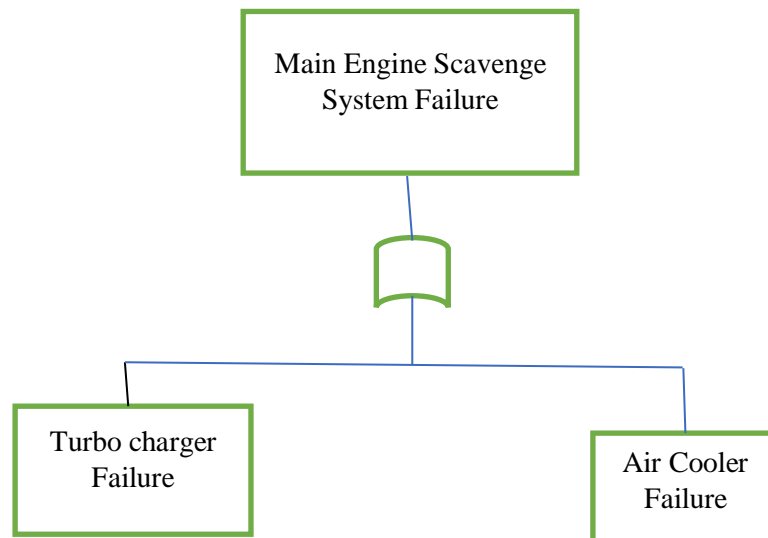 Main Engine Scavenge
System Failure
Turbo charger
Failure
Air Cooler
Failure